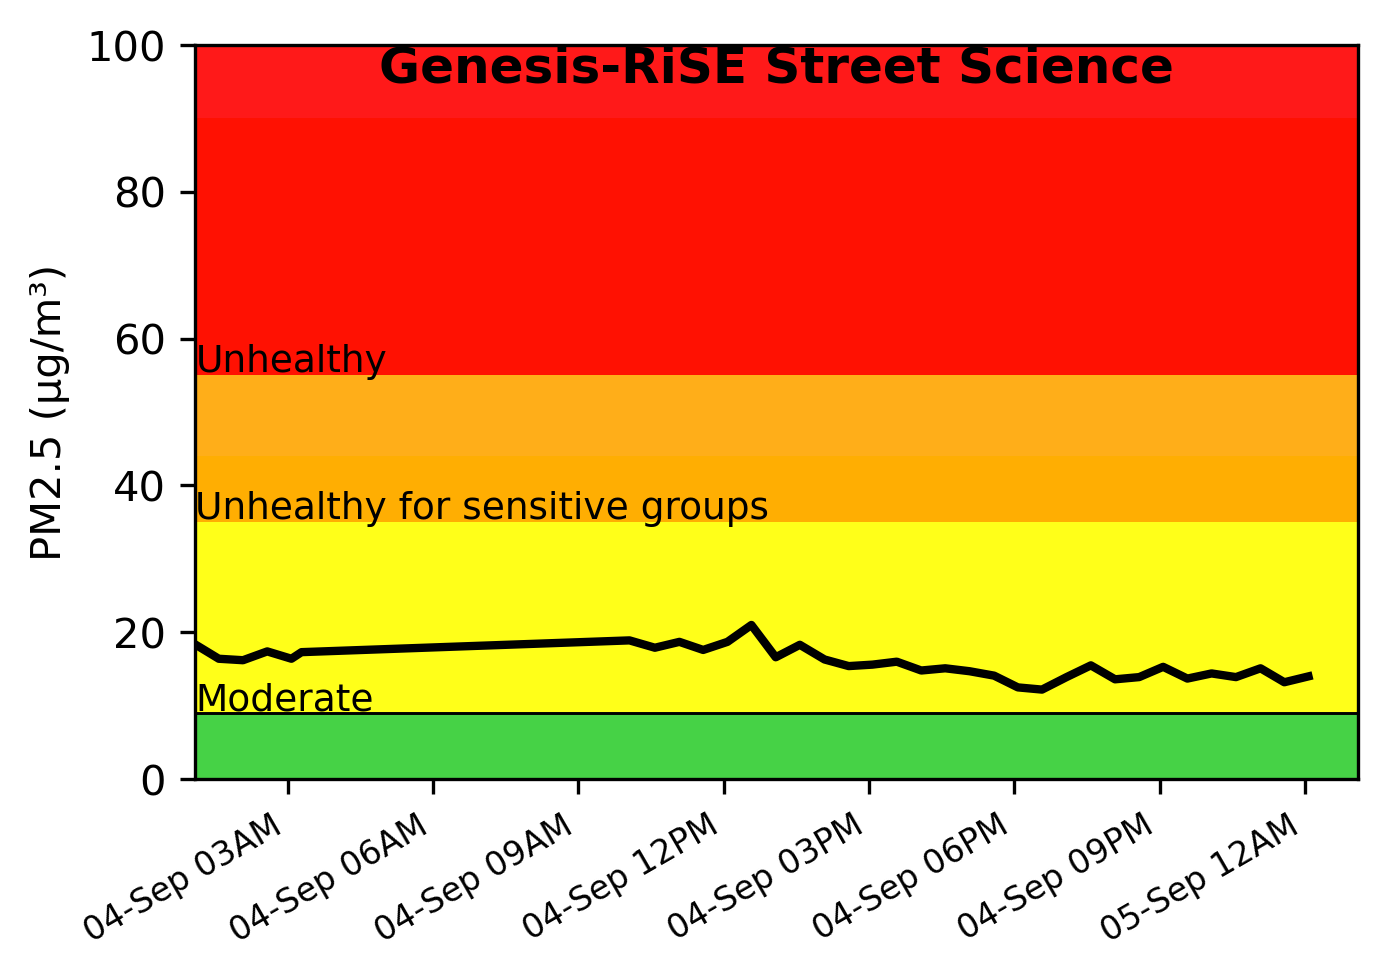 Genesis-RiSE Street Science
100
80
60
40
20
0
PM2.5 (µg/m³)
Unhealthy
Unhealthy for sensitive groups
Moderate
04-Sep 03AM
04-Sep 06AM
04-Sep 09AM
04-Sep 12PM
04-Sep 03PM
04-Sep 06PM
04-Sep 09PM
05-Sep 12AM